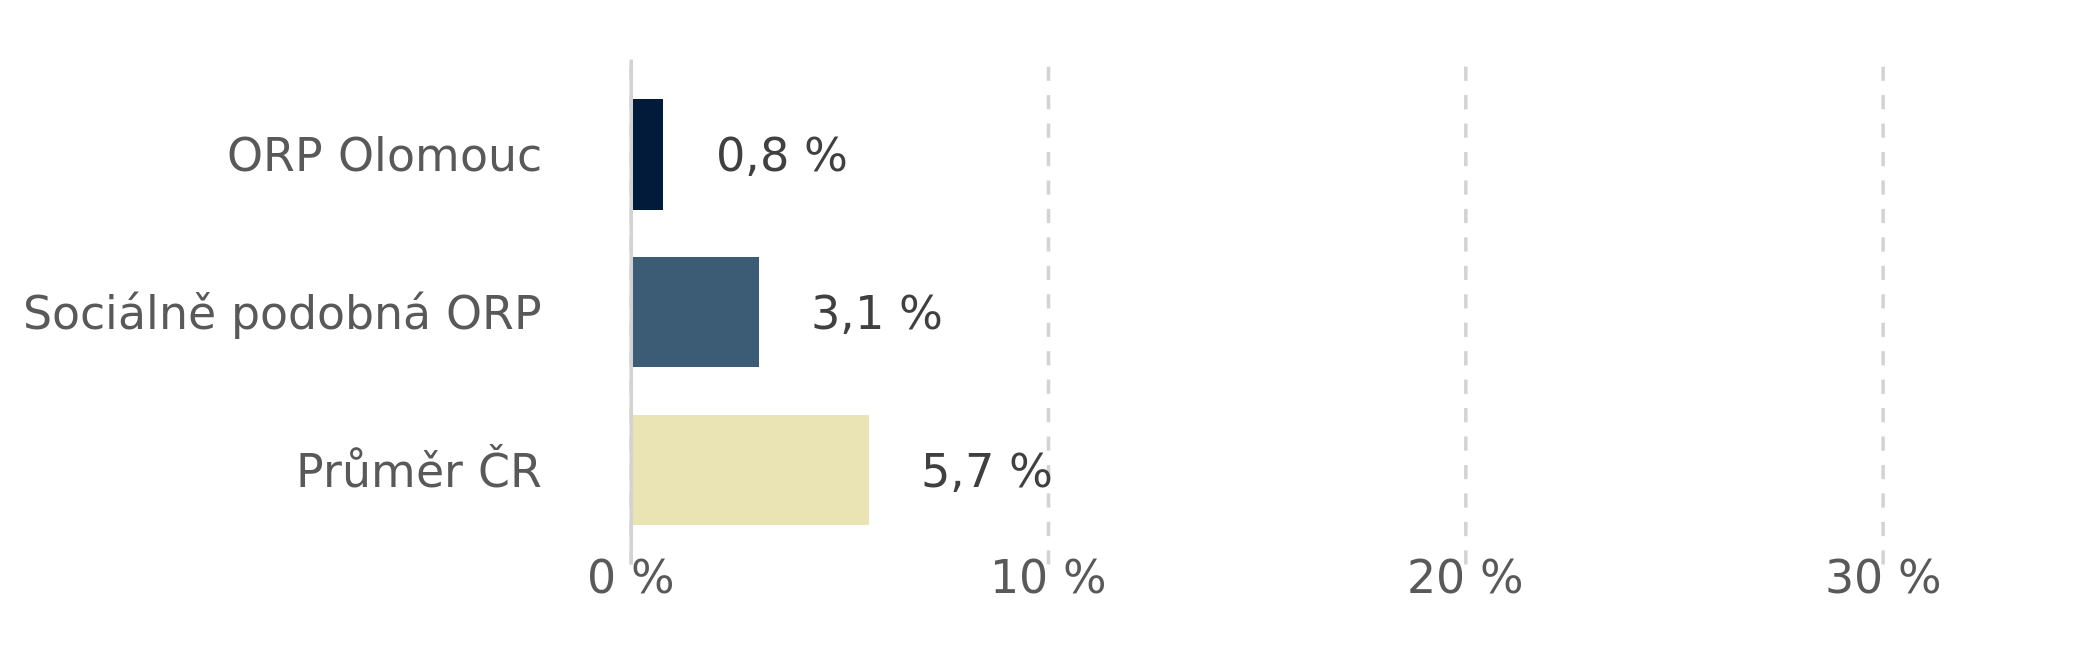 ORP Olomouc 0,8 %
Sociálně podobná ORP 3,1 %
Průměr ČR 5,7 %
0 % 10 % 20 % 30 %